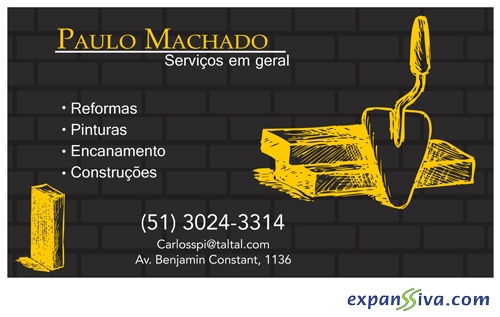 PAULO MACHADO
Serviços em geral
• Reformas
• Pinturas
• Encanamento
• Construções
(51) 3024-3314
Carlosspi@taltal.com
Av. Benjamin Constant, 1136
expanSsiva.com